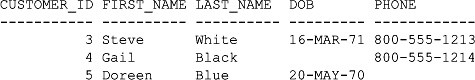 CUSTOMER_ID FIRST_NAME LAST_NAME DOB PHONE
----------- ---------- ---------- --------- ------------
3 Steve White 16-MAR-71 800-555-1213
4 Gail Black 800-555-1214
5 Doreen Blue 20-MAY-70